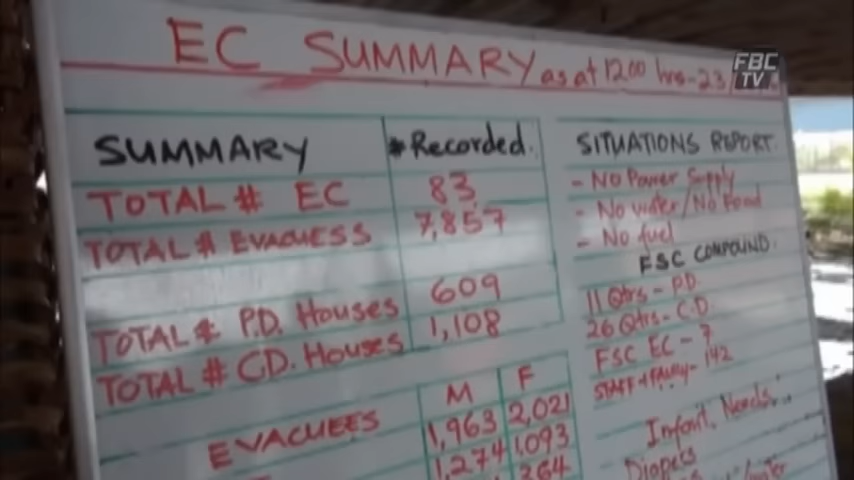 EC SUMMARY as at 1200 hrs-23
FBC
TV
SUMMARY # Recorded.
TOTAL # EC 83
TOTAL # EVACUESS 7,857
TOTAL # P.D. Houses 609
TOTAL # C.D. Houses 1,108
M F
EVACUEES 1,963 2,021
1,274 1,093
364
SITUATIONS REPORT.
- No Power Supply
- No water/No Food
- No fuel
FSC COMPOUND.
11 Qtrs - P.D
26 Qtrs - C.D
FSC EC - 7
STAFF + FAMLY - 142
Infant Needs:
Diapers